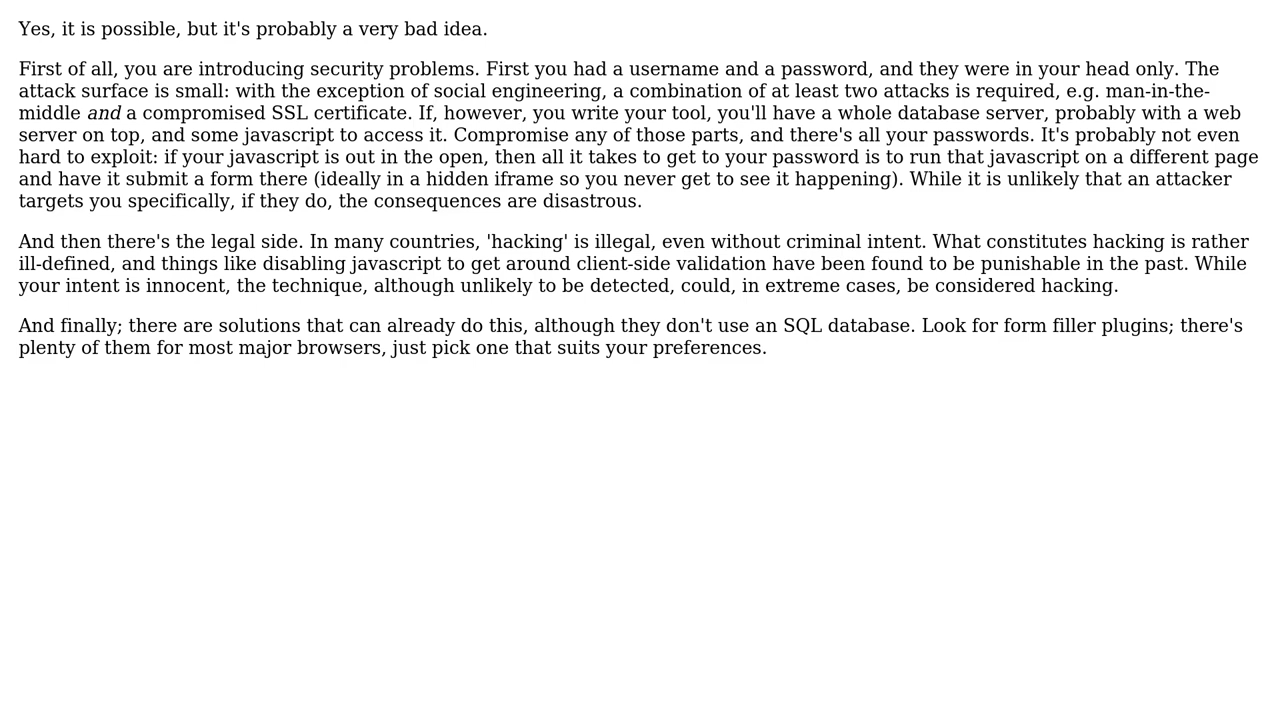 Yes, it is possible, but it's probably a very bad idea.
First of all, you are introducing security problems. First you had a username and a password, and they were in your head only. The
attack surface is small: with the exception of social engineering, a combination of at least two attacks is required, e.g. man-in-the-
middle and a compromised SSL certificate. If, however, you write your tool, you'll have a whole database server, probably with a web
server on top, and some javascript to access it. Compromise any of those parts, and there's all your passwords. It's probably not even
hard to exploit: if your javascript is out in the open, then all it takes to get to your password is to run that javascript on a different page
and have it submit a form there (ideally in a hidden iframe so you never get to see it happening). While it is unlikely that an attacker
targets you specifically, if they do, the consequences are disastrous.
And then there's the legal side. In many countries, 'hacking' is illegal, even without criminal intent. What constitutes hacking is rather
ill-defined, and things like disabling javascript to get around client-side validation have been found to be punishable in the past. While
your intent is innocent, the technique, although unlikely to be detected, could, in extreme cases, be considered hacking.
And finally; there are solutions that can already do this, although they don't use an SQL database. Look for form filler plugins; there's
plenty of them for most major browsers, just pick one that suits your preferences.